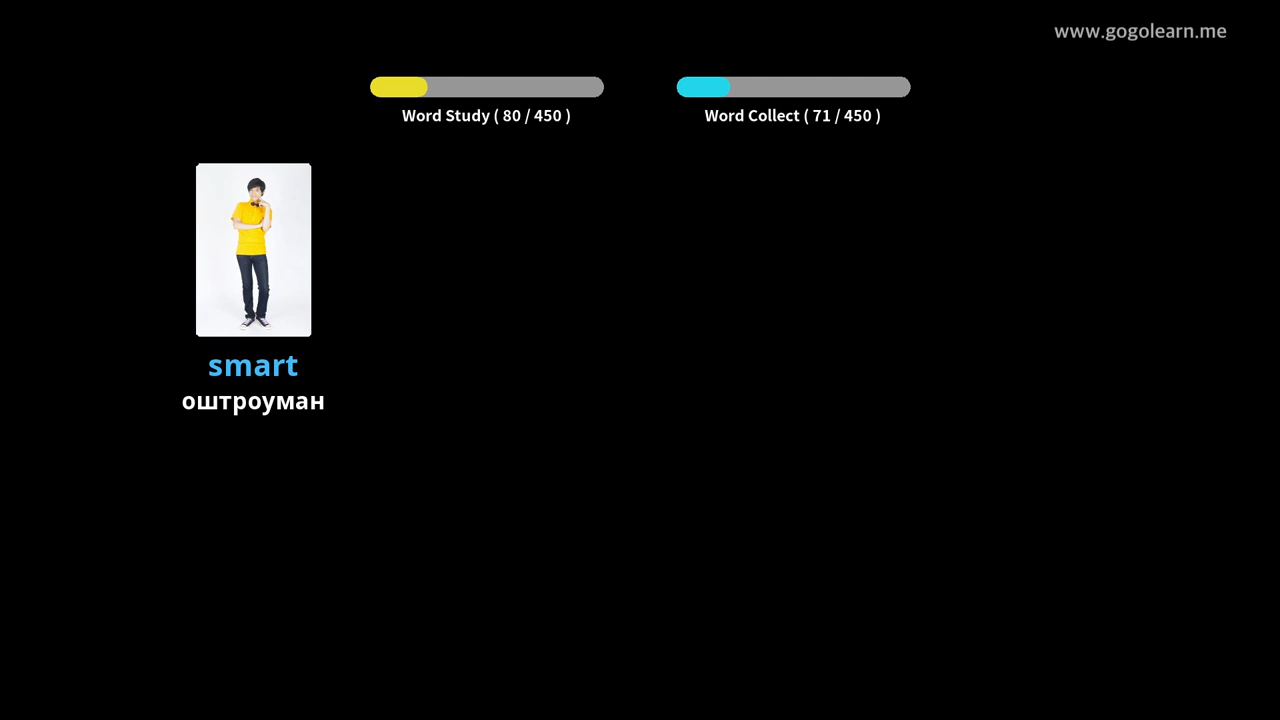 www.gogolearn.me
Word Study ( 80 / 450 )
Word Collect ( 71 / 450 )
smart
оштроуман